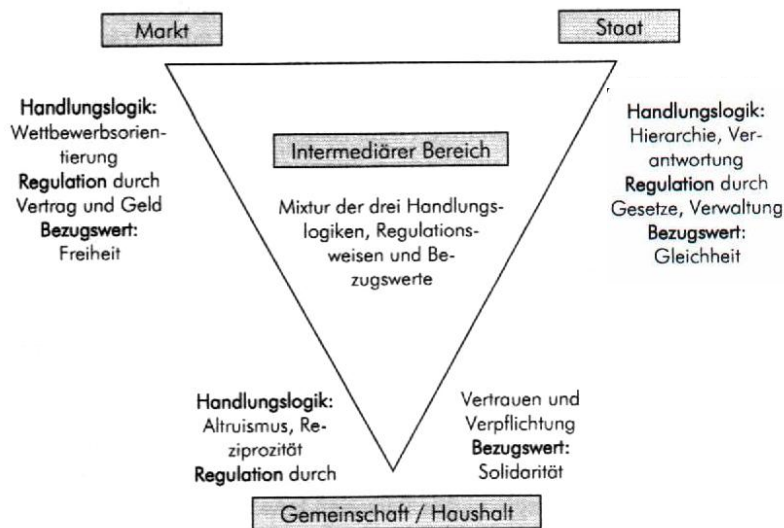 Markt
Staat
Handlungslogik:
Wettbewerbsorien-
tierung
Regulation durch
Vertrag und Geld
Bezugswert:
Freiheit
Intermediärer Bereich
Mixtur der drei Handlungs-
logiken, Regulations-
weisen und Be-
zugswerte
Handlungslogik:
Hierarchie, Ver-
antwortung
Regulation durch
Gesetze, Verwaltung
Bezugswert:
Gleichheit
Handlungslogik:
Altruismus, Re-
ziprozität
Regulation durch
Vertrauen und
Verpflichtung
Bezugswert:
Solidarität
Gemeinschaft / Haushalt